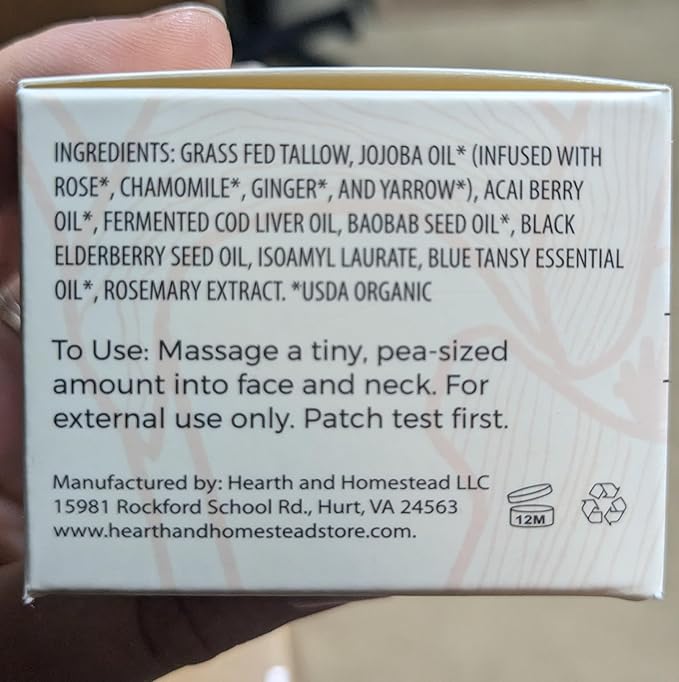 INGREDIENTS: GRASS FED TALLOW, JOJOBA OIL* (INFUSED WITH
ROSE*, CHAMOMILE*, GINGER*, AND YARROW*), ACAI BERRY
OIL*, FERMENTED COD LIVER OIL, BAOBAB SEED OIL*, BLACK
ELDERBERRY SEED OIL, ISOAMYL LAURATE, BLUE TANSY ESSENTIAL
OIL*, ROSEMARY EXTRACT. *USDA ORGANIC
To Use: Massage a tiny, pea-sized
amount into face and neck. For
external use only. Patch test first.
Manufactured by: Hearth and Homestead LLC
15981 Rockford School Rd., Hurt, VA 24563
www.hearthandhomesteadstore.com.
12M